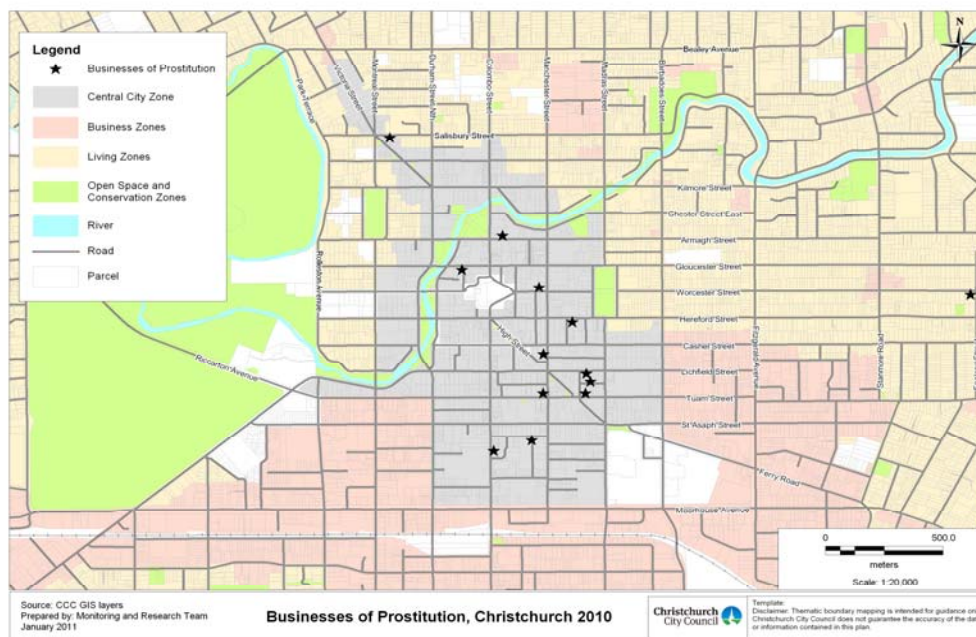 Legend
Businesses of Prostitution
Central City Zone
Business Zones
Living Zones
Open Space and
Conservation Zones
River
Road
Parcel
N
Bealey Avenue
Park Terrace
Victoria Street
Montreal Street
Durham Street Nth
Colombo Street
Manchester Street
Madras Street
Barbadoes Street
Salisbury Street
Kilmore Street
Chester Street East
Armagh Street
Gloucester Street
Rolleston Avenue
Worcester Street
Hereford Street
High Street
Cashel Street
Fitzgerald Avenue
Stanmore Road
Riccarton Avenue
Lichfield Street
Tuam Street
St Asaph Street
Ferry Road
Moorhouse Avenue
0 500.0
meters
Scale: 1:20,000
Source: CCC GIS layers
Prepared by: Monitoring and Research Team
January 2011
Businesses of Prostitution, Christchurch 2010
Christchurch
City Council
Template:
Disclaimer: Thematic boundary mapping is intended for guidance on
Christchurch City Council does not guarantee the accuracy of the da
or information contained in this plan.